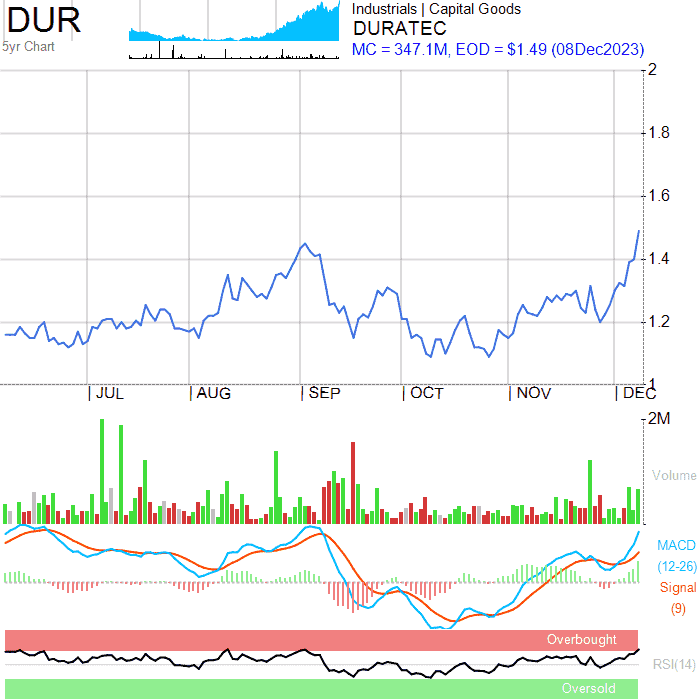 DUR
5yr Chart
Industrials | Capital Goods
DURATEC
MC = 347.1M, EOD = $1.49 (08Dec2023)
2
1.8
1.6
1.4
1.2
1
JUL AUG SEP OCT NOV DEC
2M
Volume
MACD
(12-26)
Signal
(9)
Overbought
RSI(14)
Oversold